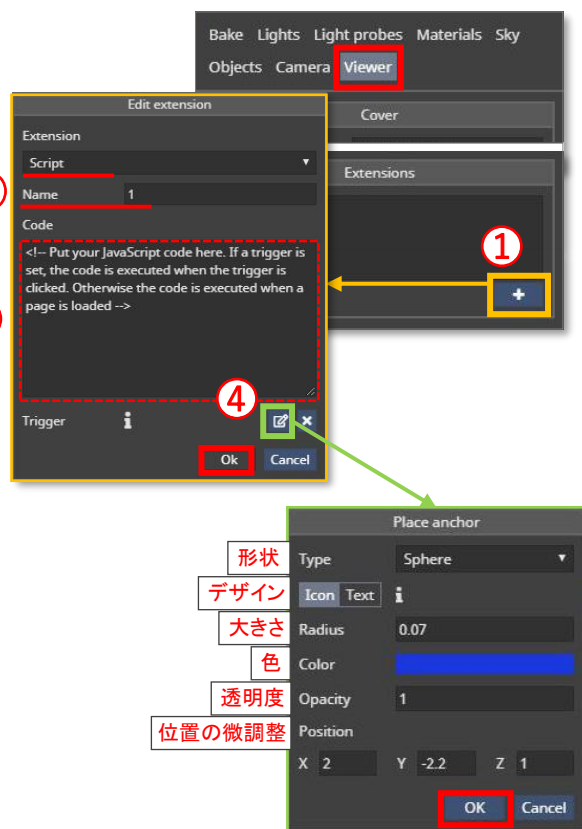 Bake Lights Light probes Materials Sky
Objects Camera Viewer
Cover
Extensions
①
+
Edit extension
Extension
Script
Name 1
Code
<!-- Put your JavaScript code here. If a trigger is
set, the code is executed when the trigger is
clicked. Otherwise the code is executed when a
page is loaded -->
④
Trigger i
Ok Cancel
Place anchor
形状 Type Sphere
デザイン Icon Text i
大きさ Radius 0.07
色 Color
透明度 Opacity 1
位置の微調整 Position
X 2 Y -2.2 Z 1
OK Cancel